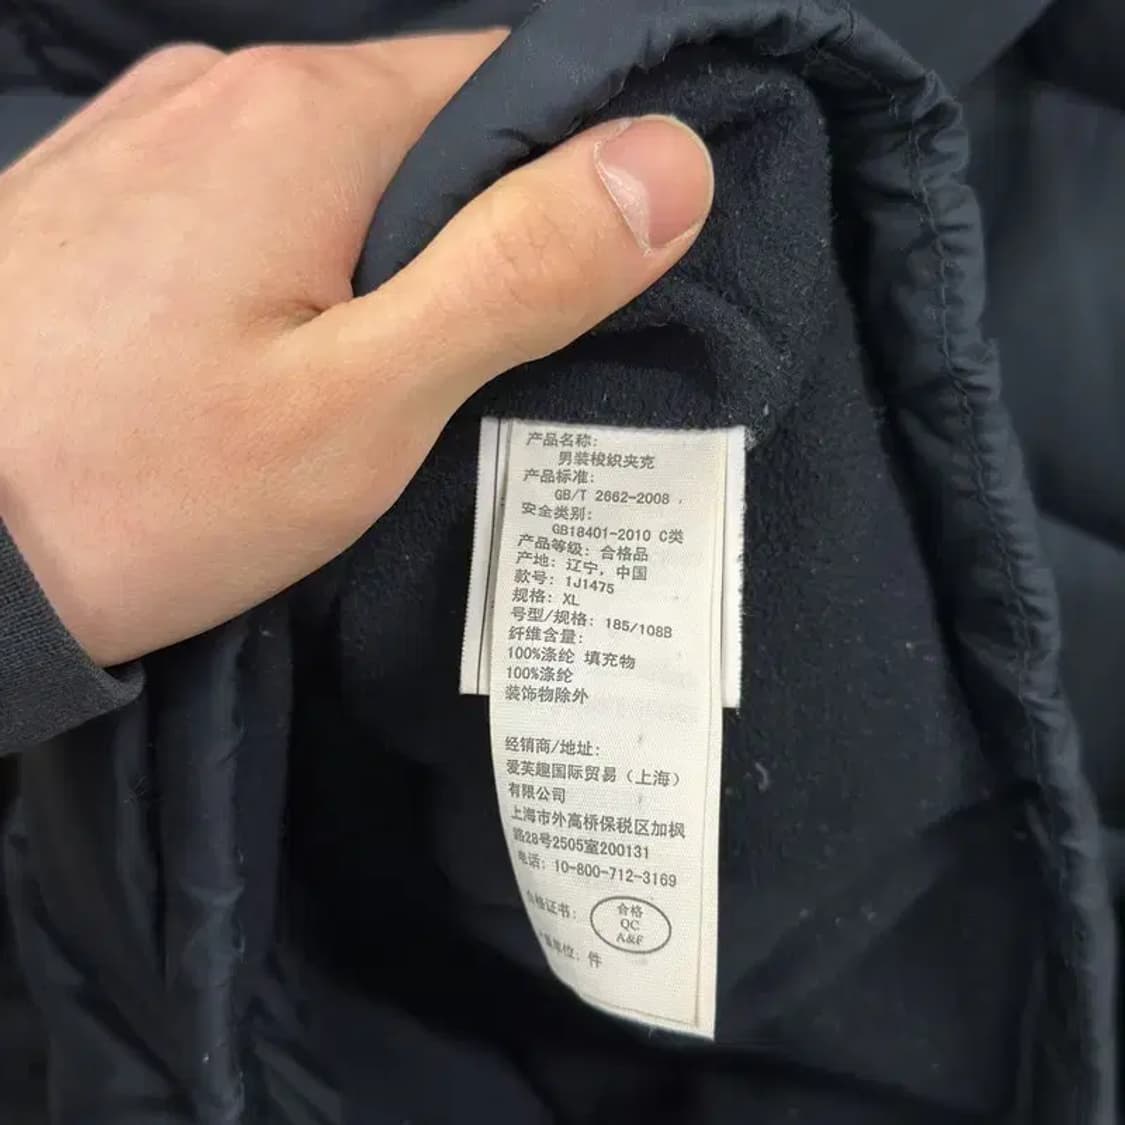 产品名称:
男装梭织夹克
产品标准:
GB/T 2662-2008
安全类别:
GB18401-2010 C类
产品等级: 合格品
产地: 辽宁, 中国
款号: 1J1475
规格: XL
号型/规格: 185/108B
纤维含量:
100%涤纶 填充物
100%涤纶
装饰物除外
经销商/地址:
爱芙趣国际贸易（上海）
有限公司
上海市外高桥保税区加枫
路28号2505室200131
电话: 10-800-712-3169
格证书:
合格
QC
A&F
单位: 件